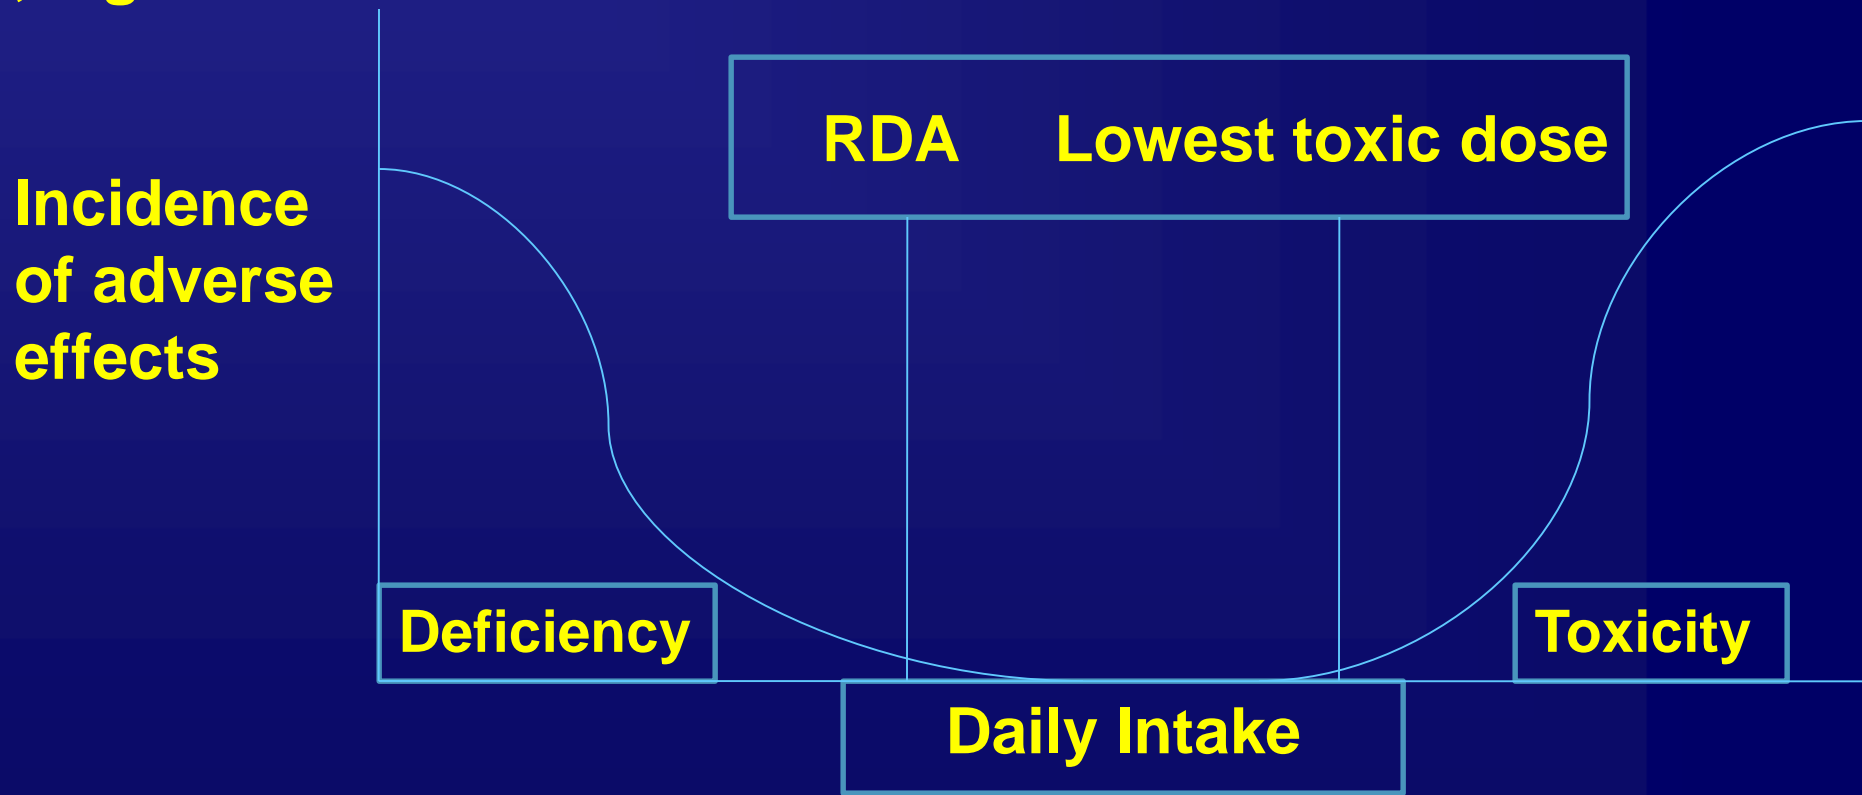 RDA Lowest toxic dose
Incidence
of adverse
effects
Deficiency
Toxicity
Daily Intake